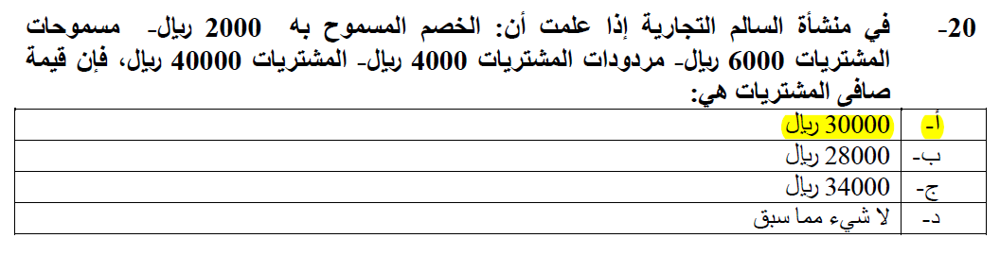 20- في منشأة السالم التجارية إذا علمت أن: الخصم المسموح به 2000 ريال- مسموحات
المشتريات 6000 ريال- مردودات المشتريات 4000 ريال- المشتريات 40000 ريال، فإن قيمة
صافى المشتريات هي:
أ- 30000 ريال
ب- 28000 ريال
ج- 34000 ريال
د- لا شيء مما سبق